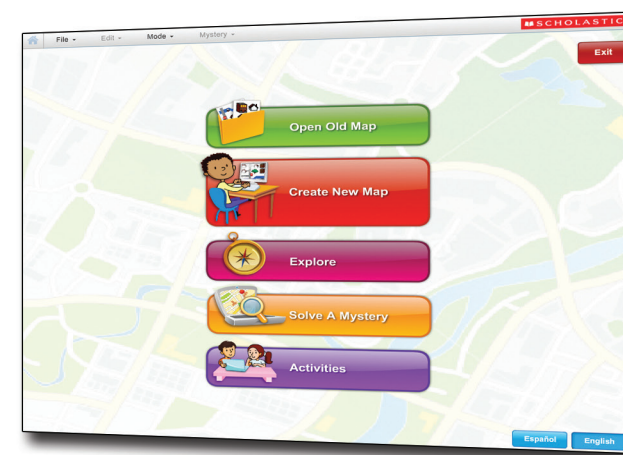 File Edit Mode Mystery
SCHOLASTIC
Exit
Open Old Map
Create New Map
Explore
Solve A Mystery
Activities
Español English